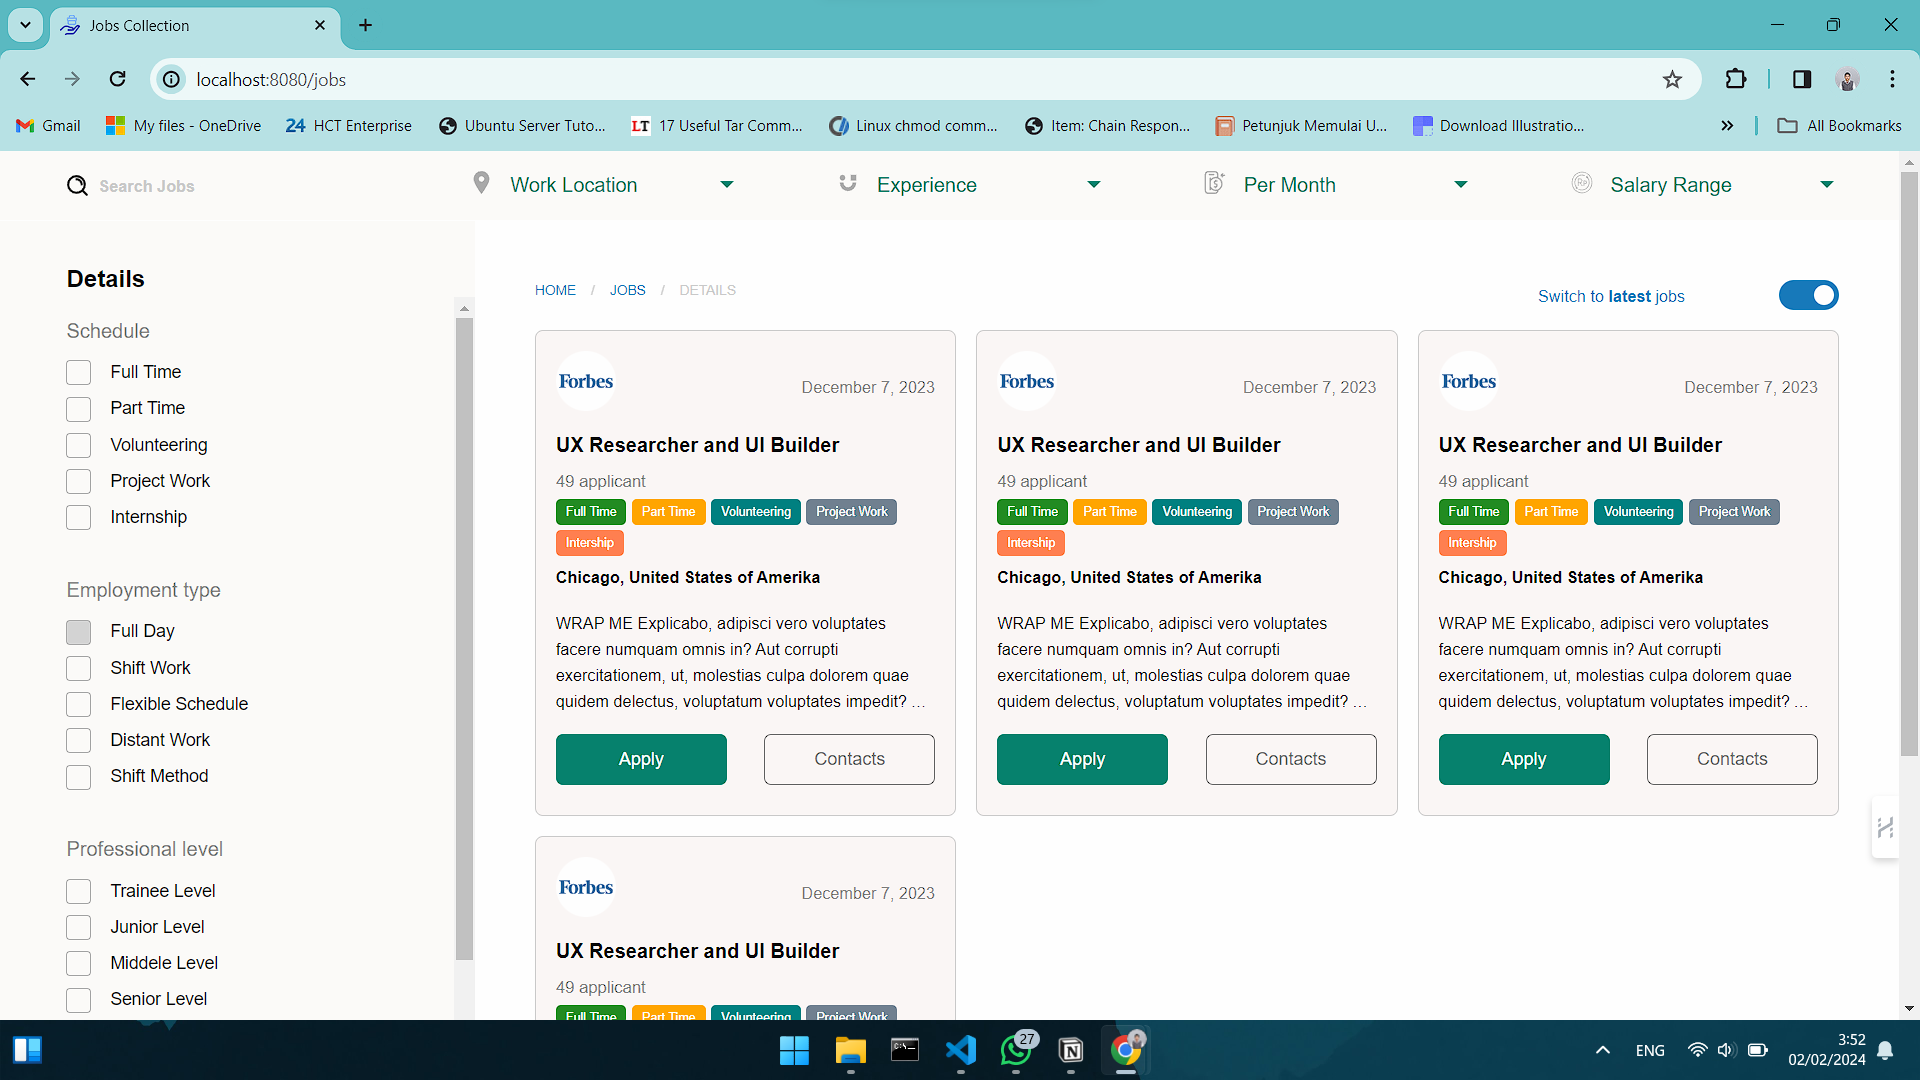 Jobs Collection
localhost:8080/jobs
Gmail
My files - OneDrive
24 HCT Enterprise
Ubuntu Server Tuto...
LT 17 Useful Tar Comm...
Linux chmod comm...
Item: Chain Respon...
Petunjuk Memulai U...
Download Illustratio...
All Bookmarks
Search Jobs
Work Location
Experience
Per Month
Rp Salary Range
Details
Schedule
Full Time
Part Time
Volunteering
Project Work
Internship
Employment type
Full Day
Shift Work
Flexible Schedule
Distant Work
Shift Method
Professional level
Trainee Level
Junior Level
Middele Level
Senior Level
HOME / JOBS / DETAILS
Switch to latest jobs
Forbes
December 7, 2023
UX Researcher and UI Builder
49 applicant
Full Time Part Time Volunteering Project Work
Intership
Chicago, United States of Amerika
WRAP ME Explicabo, adipisci vero voluptates
facere numquam omnis in? Aut corrupti
exercitationem, ut, molestias culpa dolorem quae
quidem delectus, voluptatum voluptates impedit? ...
Apply Contacts
Forbes
December 7, 2023
UX Researcher and UI Builder
49 applicant
Full Time Part Time Volunteering Project Work
Intership
Chicago, United States of Amerika
WRAP ME Explicabo, adipisci vero voluptates
facere numquam omnis in? Aut corrupti
exercitationem, ut, molestias culpa dolorem quae
quidem delectus, voluptatum voluptates impedit? ...
Apply Contacts
Forbes
December 7, 2023
UX Researcher and UI Builder
49 applicant
Full Time Part Time Volunteering Project Work
Intership
Chicago, United States of Amerika
WRAP ME Explicabo, adipisci vero voluptates
facere numquam omnis in? Aut corrupti
exercitationem, ut, molestias culpa dolorem quae
quidem delectus, voluptatum voluptates impedit? ...
Apply Contacts
Forbes
December 7, 2023
UX Researcher and UI Builder
49 applicant
Full Time Part Time Volunteering Project Work
27
ENG
3:52
02/02/2024